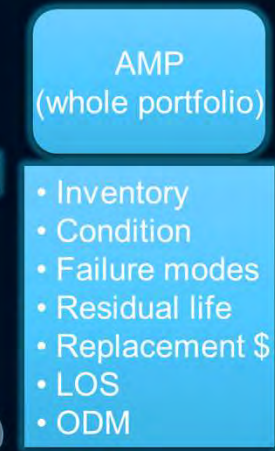 AMP
(whole portfolio)
• Inventory
• Condition
• Failure modes
• Residual life
• Replacement $
• LOS
• ODM